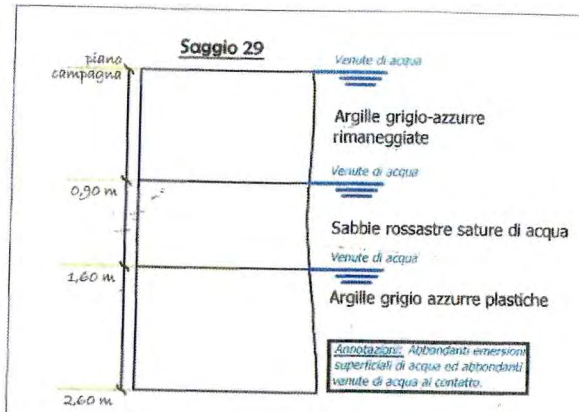 Saggio 29
piano
campagna
Venute di acqua
Argille grigio-azzurre
rimaneggiate
0,90 m
Venute di acqua
Sabbie rossastre sature di acqua
1,60 m
Venute di acqua
Argille grigio azzurre plastiche
Annotazioni: Abbondanti emersioni
superficiali di acqua ed abbondanti
venute di acqua al contatto.
2,60 m